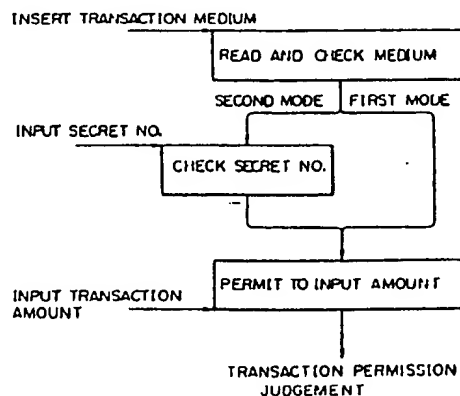 INSERT TRANSACTION MEDIUM
READ AND CHECK MEDIUM
SECOND MODE
FIRST MODE
INPUT SECRET NO.
CHECK SECRET NO.
PERMIT TO INPUT AMOUNT
INPUT TRANSACTION
AMOUNT
TRANSACTION PERMISSION
JUDGEMENT